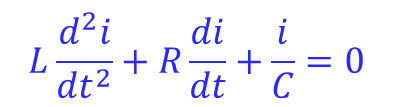 L d²i/dt² + R di/dt + i/C = 0